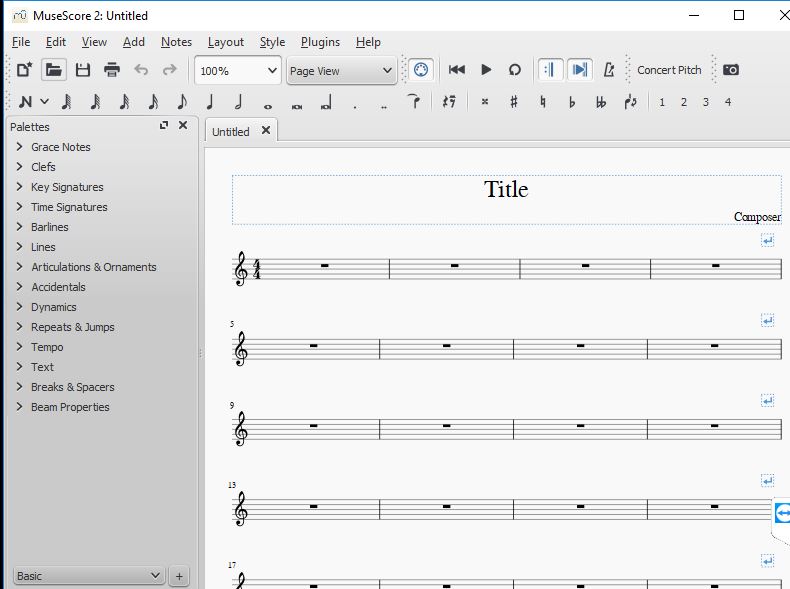 MuseScore 2: Untitled
File Edit View Add Notes Layout Style Plugins Help
100% Page View Concert Pitch
1 2 3 4
Palettes
Untitled
Grace Notes
Clefs
Key Signatures
Time Signatures
Barlines
Lines
Articulations & Ornaments
Accidentals
Dynamics
Repeats & Jumps
Tempo
Text
Breaks & Spacers
Beam Properties
Basic
Title
Composer
4
4
5
9
13
17